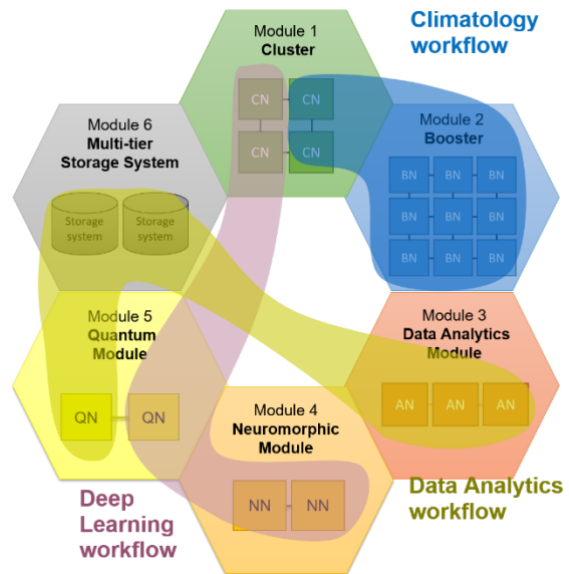 Climatology
workflow
Module 1
Cluster
CN CN
CN CN
Module 2
Booster
BN BN BN
BN BN BN
BN BN BN
Module 6
Multi-tier
Storage System
Storage Storage
system system
Module 5
Quantum
Module
QN QN
Module 3
Data Analytics
Module
AN AN AN
Module 4
Neuromorphic
Module
NN NN
Deep
Learning
workflow
Data Analytics
workflow